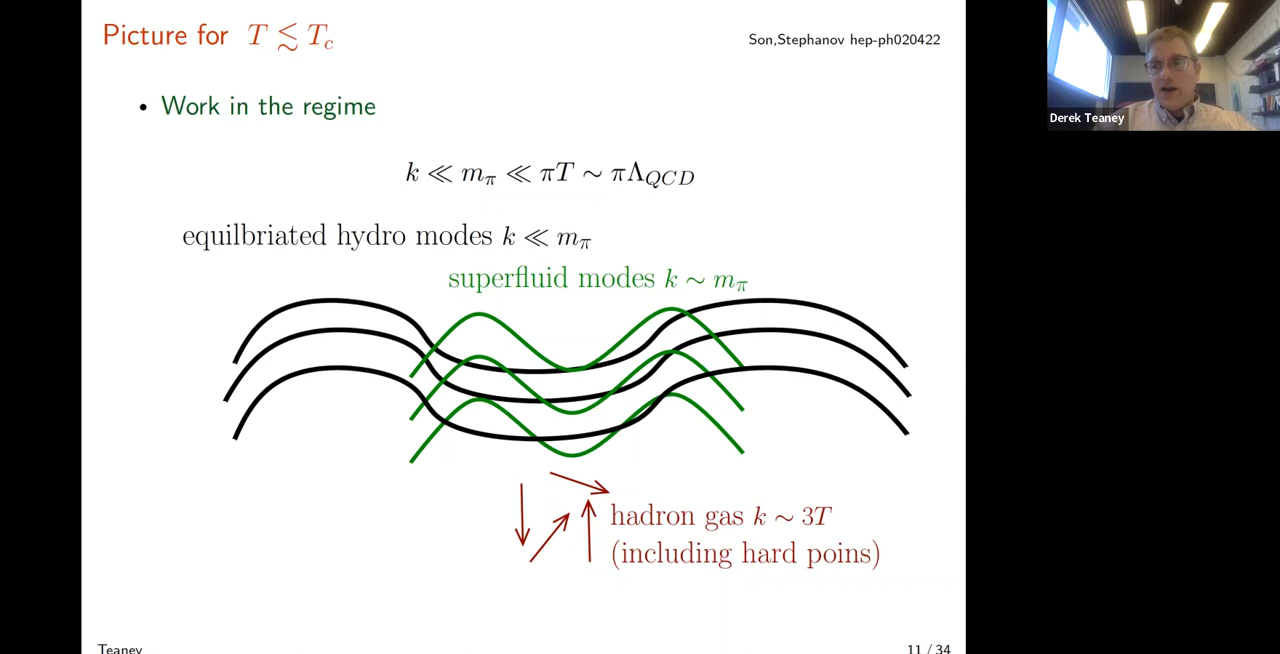 Picture for T ≲ T_c
Son,Stephanov hep-ph020422
• Work in the regime
k ≪ m_π ≪ πT ∼ πΛ_QCD
equilbriated hydro modes k ≪ m_π
superfluid modes k ∼ m_π
hadron gas k ∼ 3T
(including hard poins)
Teaney
11 / 34
Derek Teaney